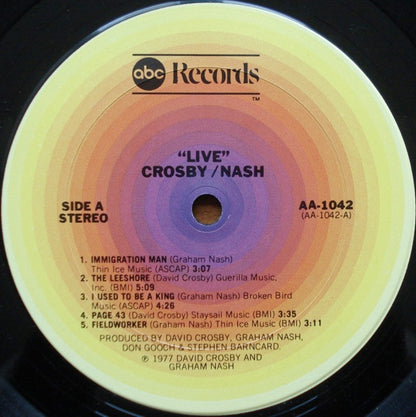 abc Records
TM
"LIVE"
CROSBY/NASH
SIDE A
STEREO
AA-1042
(AA-1042-A)
1. IMMIGRATION MAN (Graham Nash)
Thin Ice Music (ASCAP) 3:07
2. THE LEESHORE (David Crosby) Guerilla Music,
Inc. (BMI) 5:09
3. I USED TO BE A KING (Graham Nash) Broken Bird
Music (ASCAP) 4:26
4. PAGE 43 (David Crosby) Staysail Music (BMI) 3:35
5. FIELDWORKER (Graham Nash) Thin Ice Music (BMI) 3:11
PRODUCED BY DAVID CROSBY, GRAHAM NASH,
DON GOOCH & STEPHEN BARNCARD.
℗ 1977 DAVID CROSBY AND
GRAHAM NASH